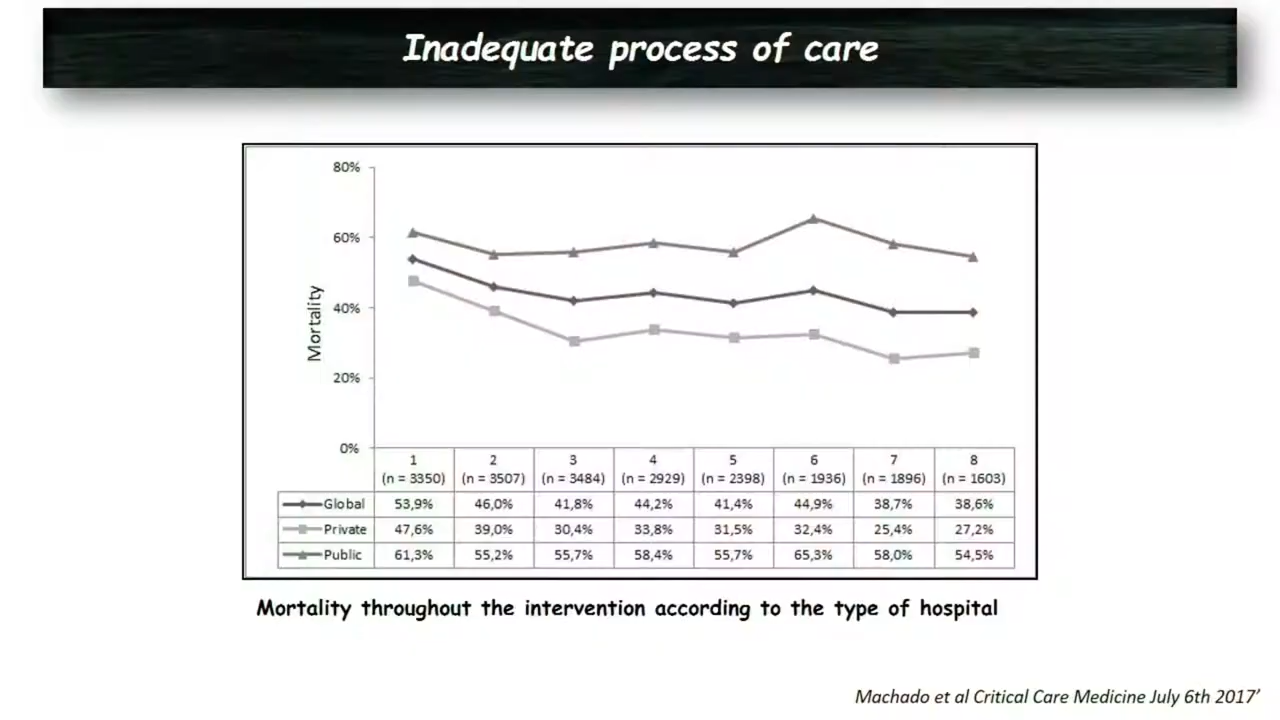 Inadequate process of care
80%
60%
40%
20%
0%
Mortality
1 2 3 4 5 6 7 8
(n = 3350) (n = 3507) (n = 3484) (n = 2929) (n = 2398) (n = 1936) (n = 1896) (n = 1603)
Global 53,9% 46,0% 41,8% 44,2% 41,4% 44,9% 38,7% 38,6%
Private 47,6% 39,0% 30,4% 33,8% 31,5% 32,4% 25,4% 27,2%
Public 61,3% 55,2% 55,7% 58,4% 55,7% 65,3% 58,0% 54,5%
Mortality throughout the intervention according to the type of hospital
Machado et al Critical Care Medicine July 6th 2017’